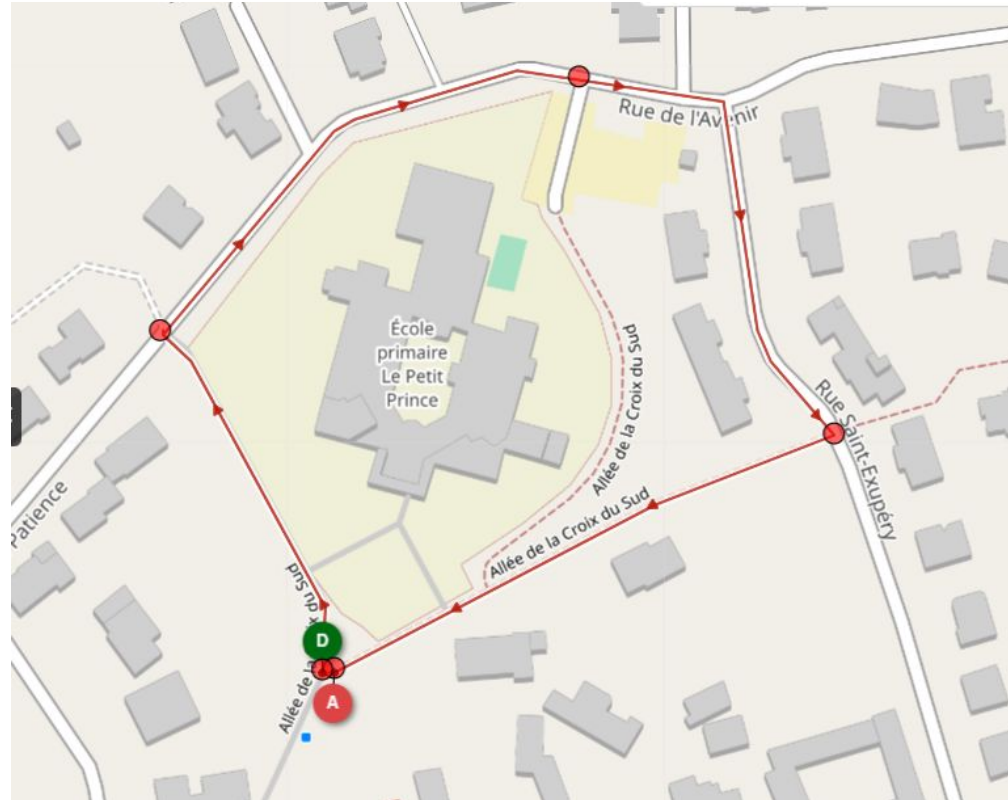 Rue de l'Avenir
École
primaire
Le Petit
Prince
Allée de la Croix du Sud
Rue Saint-Exupéry
Allée de la Croix du Sud
Patience
du Sud
D
Allée de la
A